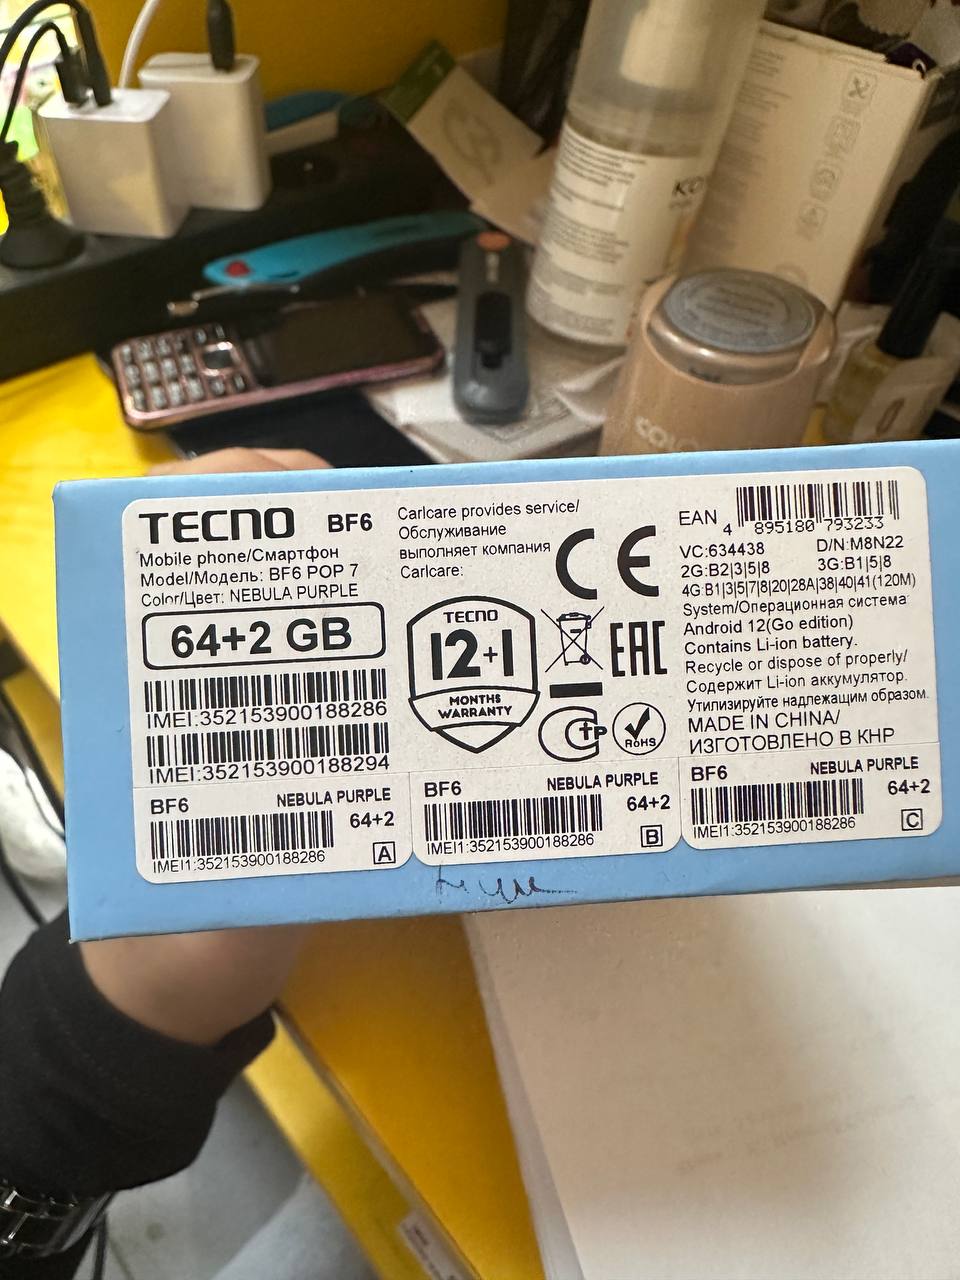 TECNO BF6
Mobile phone/Смартфон
Model/Модель: BF6 POP 7
Color/Цвет: NEBULA PURPLE
64+2 GB
IMEI:352153900188286
IMEI:352153900188294
Carlcare provides service/
Обслуживание
выполняет компания
Carlcare:
CE
TECNO
12+1
MONTHS
WARRANTY
EAC
RoHS
EAN 4 895180 793233
VC:634438 D/N:M8N22
2G:B2|3|5|8 3G:B1|5|8
4G:B1|3|5|7|8|20|28A|38|40|41(120M)
System/Операционная система:
Android 12(Go edition)
Contains Li-ion battery.
Recycle or dispose of properly/
Содержит Li-ion аккумулятор.
Утилизируйте надлежащим образом.
MADE IN CHINA/
ИЗГОТОВЛЕНО В КНР
BF6 NEBULA PURPLE
64+2
IMEI1:352153900188286 A
BF6 NEBULA PURPLE
64+2
IMEI1:352153900188286 B
BF6 NEBULA PURPLE
64+2
IMEI1:352153900188286 C